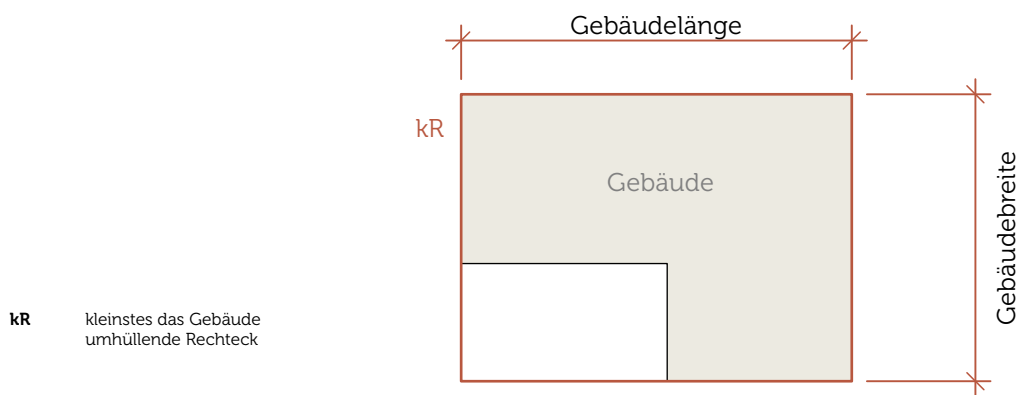 Gebäudelänge
kR
Gebäude
Gebäudebreite
kR kleinstes das Gebäude
umhüllende Rechteck